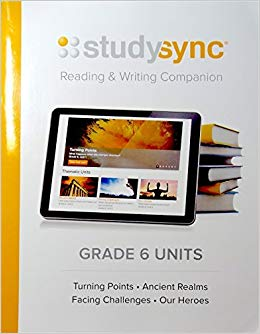 studysync®
Reading & Writing Companion
Turning Points
Thematic Units
GRADE 6 UNITS
Turning Points • Ancient Realms
Facing Challenges • Our Heroes